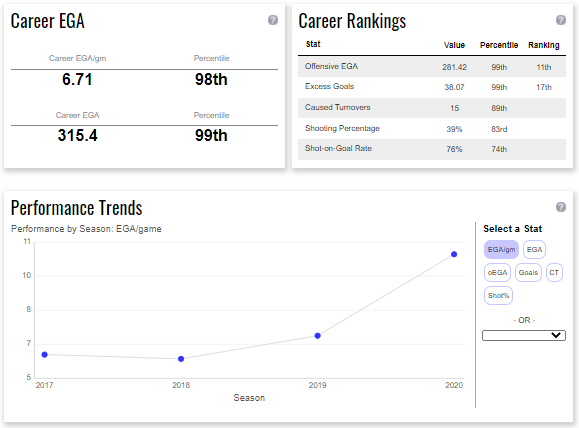 Career EGA
?
Career EGA/gm Percentile
6.71 98th
Career EGA Percentile
315.4 99th
Career Rankings
?
Stat Value Percentile Ranking
Offensive EGA 281.42 99th 11th
Excess Goals 38.07 99th 17th
Caused Turnovers 15 89th
Shooting Percentage 39% 83rd
Shot-on-Goal Rate 76% 74th
Performance Trends
?
Performance by Season: EGA/game
11
10
8
7
5
2017 2018 2019 2020
Season
Select a Stat
EGA/gm EGA
oEGA Goals CT
Shot%
- OR -